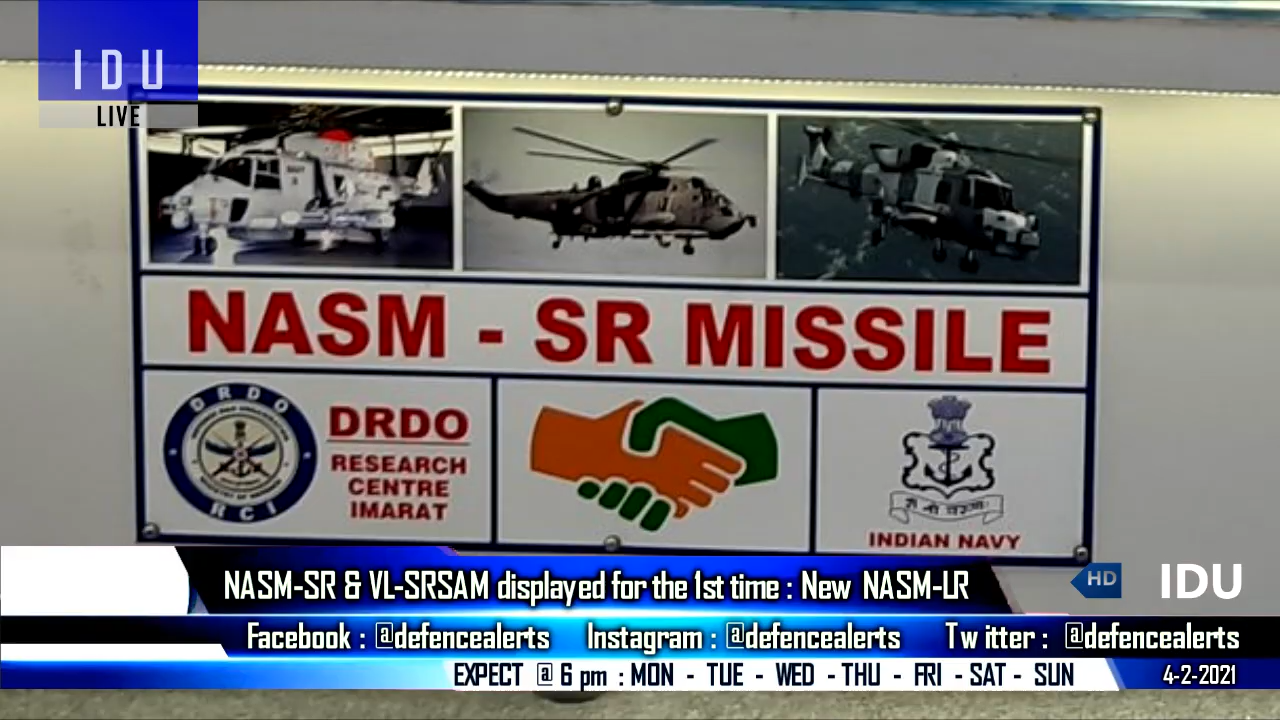 IDU
LIVE
NASM - SR MISSILE
DRDO
RCI
DRDO
RESEARCH
CENTRE
IMARAT
INDIAN NAVY
NASM-SR & VL-SRSAM displayed for the 1st time : New NASM-LR
HD
IDU
Facebook : @defencealerts Instagram : @defencealerts Tw itter : @defencealerts
EXPECT @ 6 pm : MON - TUE - WED - THU - FRI - SAT - SUN
4-2-2021